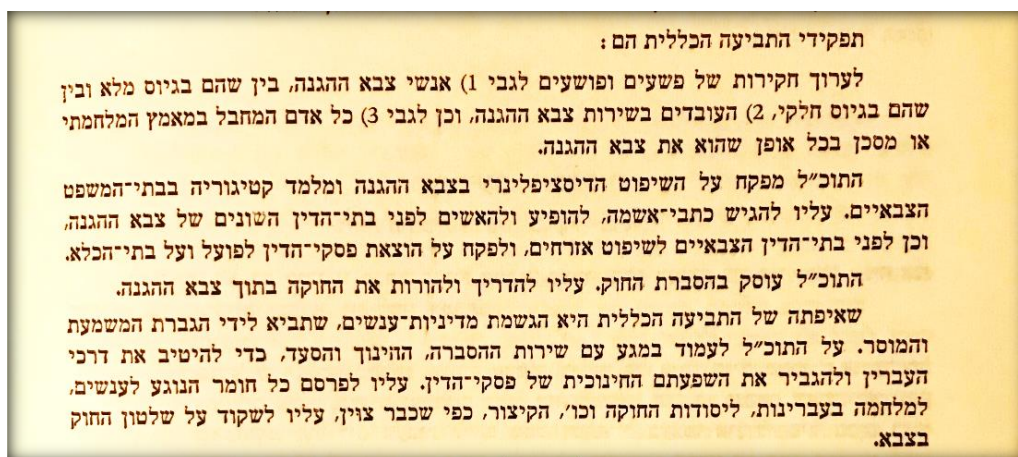 תפקידי התביעה הכללית הם:
לערוך חקירות של פשעים ופושעים לגבי 1) אנשי צבא ההגנה, בין שהם בגיוס מלא ובין
שהם בגיוס חלקי, 2) העובדים בשירות צבא ההגנה, וכן לגבי 3) כל אדם המחבל במאמץ המלחמתי
או מסכן בכל אופן שהוא את צבא ההגנה.
התוכ״ל מפקח על השיפוט הדיסציפלינרי בצבא ההגנה ומלמד קטיגוריה בבתי־המשפט
הצבאיים. עליו להגיש כתבי־אשמה, להופיע ולהאשים לפני בתי־הדין השונים של צבא ההגנה,
וכן לפני בתי־הדין הצבאיים לשיפוט אזרחים, ולפקח על הוצאת פסקי־הדין לפועל ועל בתי־הכלא.
התוכ״ל עוסק בהסברת החוק. עליו להדריך ולהורות את החוקה בתוך צבא ההגנה.
שאיפתה של התביעה הכללית היא הגשמת מדיניות־ענשים, שתביא לידי הגברת המשמעת
והמוסר. על התוכ״ל לעמוד במגע עם שירות ההסברה, החינוך והסעד, כדי להיטיב את דרכי
העברין ולהגביר את השפעתם החינוכית של פסקי־הדין. עליו לפרסם כל חומר הנוגע לענשים,
למלחמה בעברינות, ליסודות החוקה וכו׳, הקיצור, כפי שכבר צוין, עליו לשקוד על שלטון החוק
בצבא.